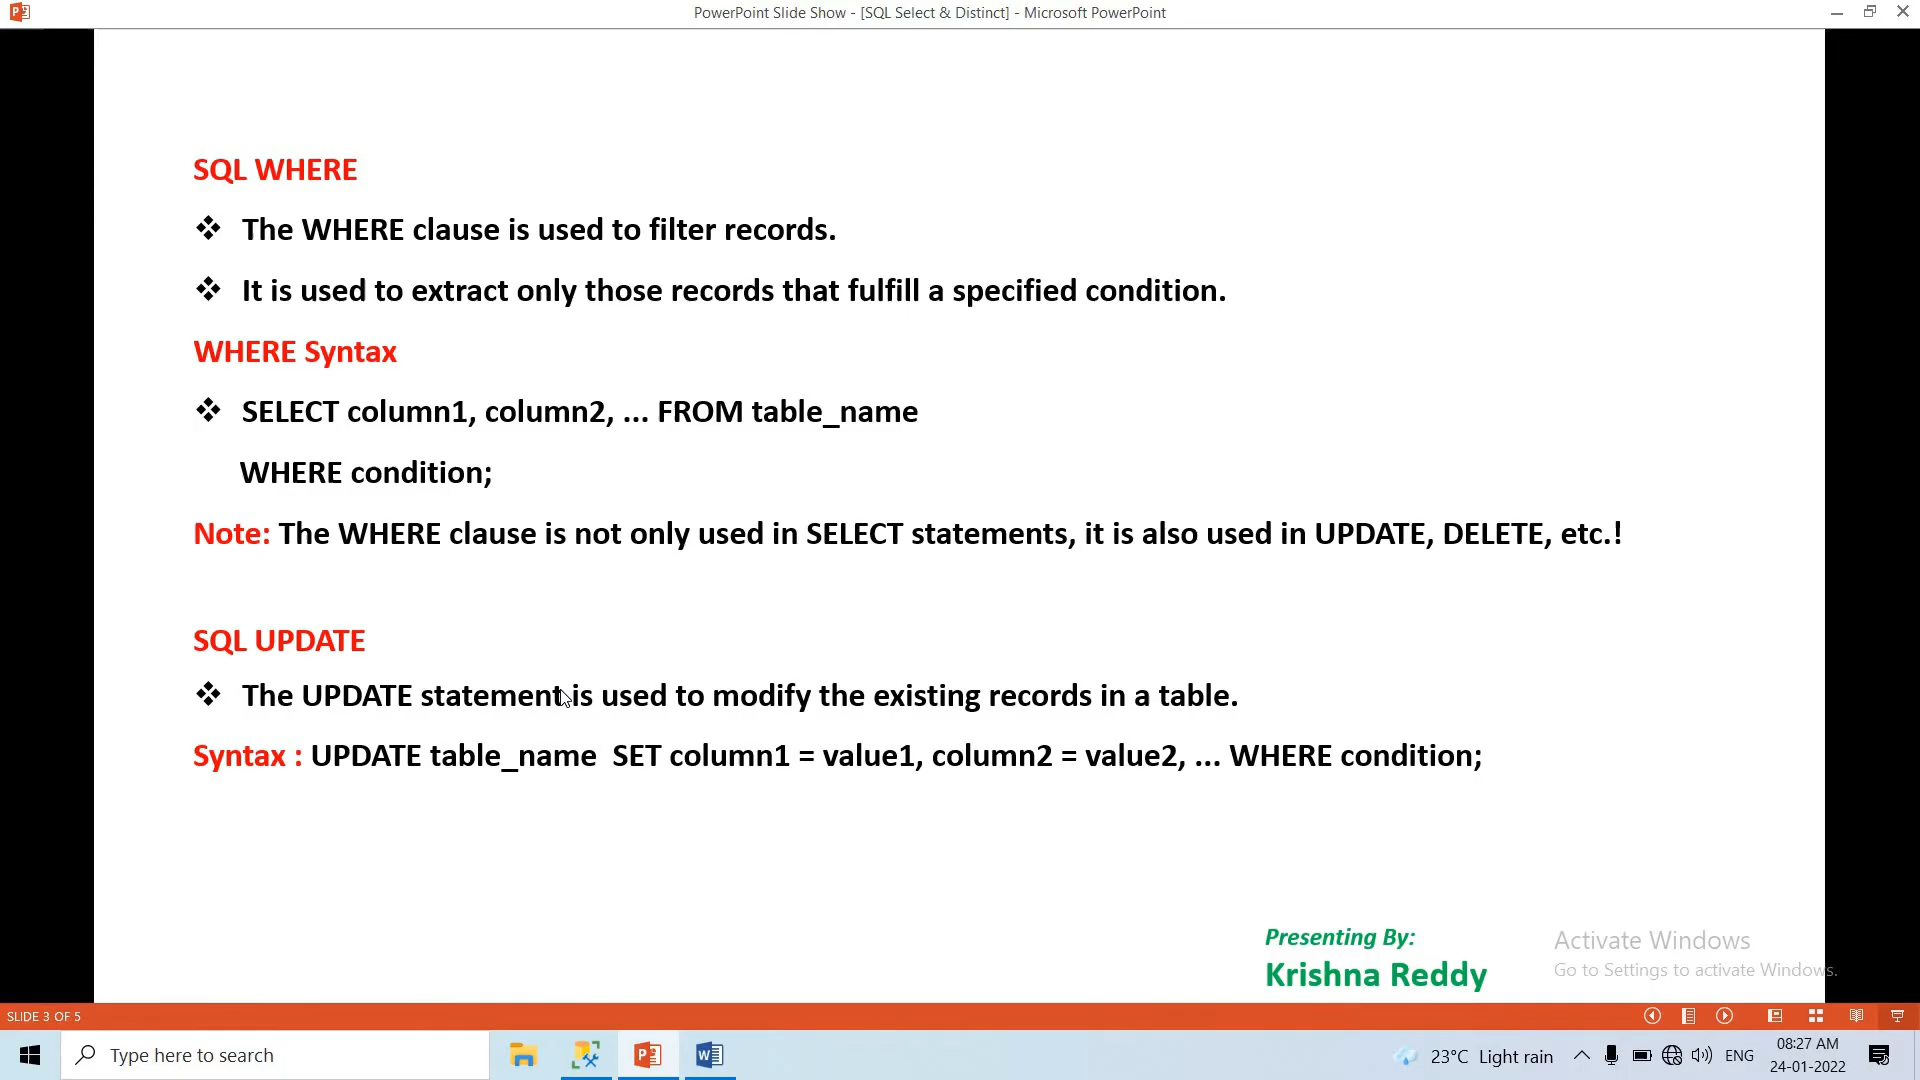 PowerPoint Slide Show - [SQL Select & Distinct] - Microsoft PowerPoint
SQL WHERE
❖ The WHERE clause is used to filter records.
❖ It is used to extract only those records that fulfill a specified condition.
WHERE Syntax
❖ SELECT column1, column2, ... FROM table_name
WHERE condition;
Note: The WHERE clause is not only used in SELECT statements, it is also used in UPDATE, DELETE, etc.!
SQL UPDATE
❖ The UPDATE statement is used to modify the existing records in a table.
Syntax : UPDATE table_name SET column1 = value1, column2 = value2, ... WHERE condition;
Presenting By:
Krishna Reddy
Activate Windows
Go to Settings to activate Windows.
SLIDE 3 OF 5
Type here to search
23°C Light rain
ENG
08:27 AM
24-01-2022